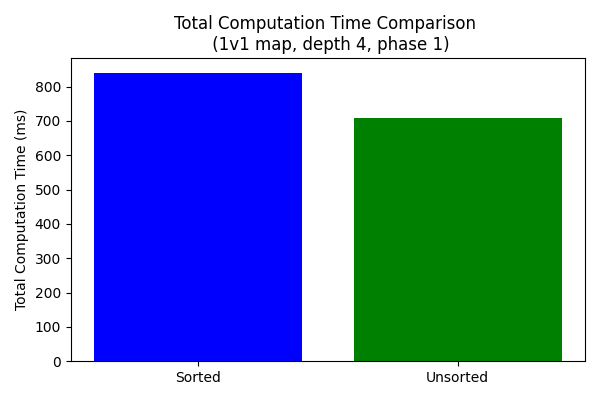 Total Computation Time Comparison
(1v1 map, depth 4, phase 1)
Total Computation Time (ms)
800
700
600
500
400
300
200
100
0
Sorted
Unsorted